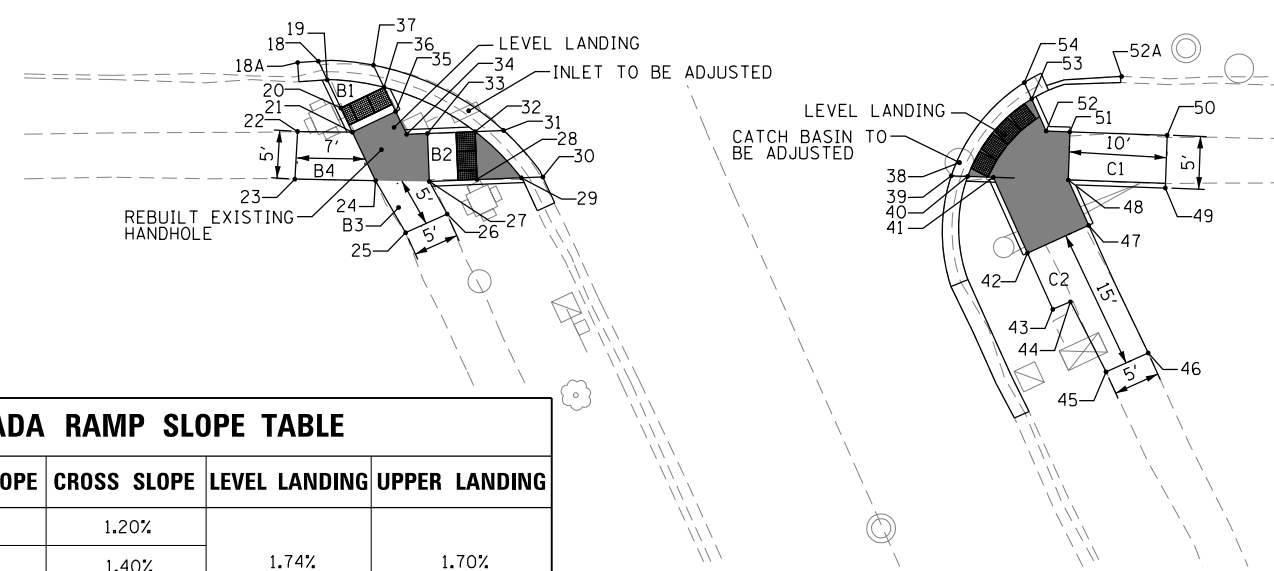 19
18
18A
37
36
35
34
33
LEVEL LANDING
INLET TO BE ADJUSTED
20
21
22
B1
32
31
28
30
29
5'
7'
B4
B2
23
24
5'
27
REBUILT EXISTING
HANDHOLE
B3
25
5'
26
54
53
52A
LEVEL LANDING
52
51
50
CATCH BASIN TO
BE ADJUSTED
10'
5'
C1
38
39
40
41
48
49
47
42
C2
15'
43
44
46
45
5'
ADA RAMP SLOPE TABLE
OPE
CROSS SLOPE
LEVEL LANDING
UPPER LANDING
1.20%
1.40%
1.74%
1.70%